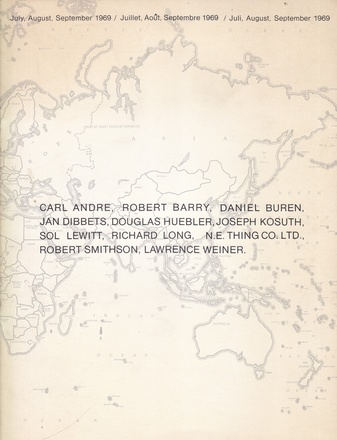 July, August, September 1969 / Juillet, Août, Septembre 1969 / Juli, August, September 1969
CARL ANDRE, ROBERT BARRY, DANIEL BUREN,
JAN DIBBETS, DOUGLAS HUEBLER, JOSEPH KOSUTH,
SOL LEWITT, RICHARD LONG, N.E. THING CO. LTD.,
ROBERT SMITHSON, LAWRENCE WEINER.